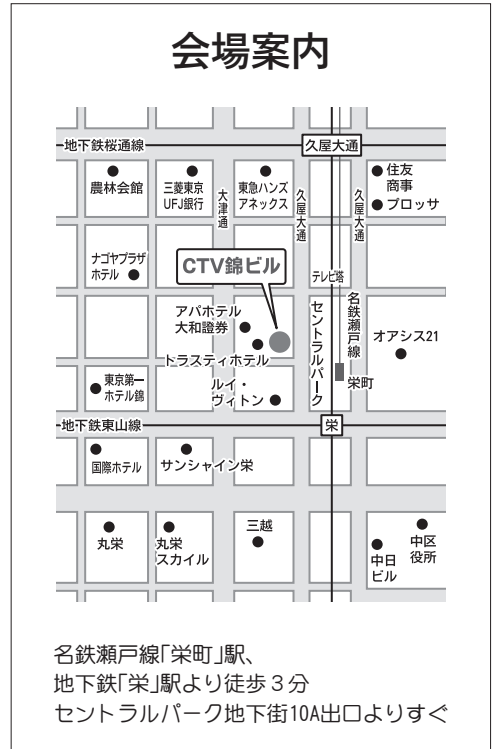 会場案内
地下鉄桜通線
久屋大通
農林会館
三菱東京
UFJ銀行
大津通
東急ハンズ
アネックス
久屋大通
久屋大通
住友
商事
ブロッサ
ナゴヤプラザ
ホテル
CTV錦ビル
テレビ塔
アパホテル
大和證券
トラスティホテル
セントラルパーク
名鉄瀬戸線
オアシス21
東京第一
ホテル錦
ルイ・
ヴィトン
栄町
地下鉄東山線
栄
国際ホテル
サンシャイン栄
丸栄
丸栄
スカイル
三越
中日
ビル
中区
役所
名鉄瀬戸線「栄町」駅、
地下鉄「栄」駅より徒歩３分
セントラルパーク地下街10A出口よりすぐ